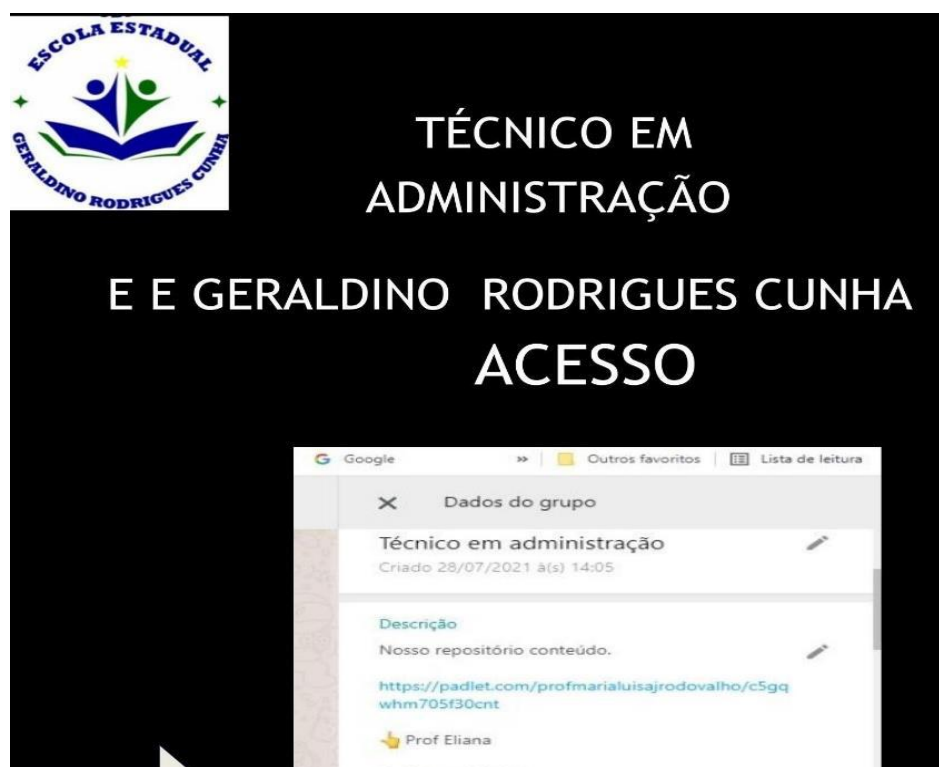 ESCOLA ESTADUAL
GERALDINO RODRIGUES CUNHA
TÉCNICO EM
ADMINISTRAÇÃO
E E GERALDINO RODRIGUES CUNHA
ACESSO
Google » Outros favoritos Lista de leitura
Dados do grupo
Técnico em administração
Criado 28/07/2021 à(s) 14:05
Descrição
Nosso repositório conteúdo.
https://padlet.com/profmarialuisajrodovalho/c5gq
whm705f30cnt
👆 Prof Eliana